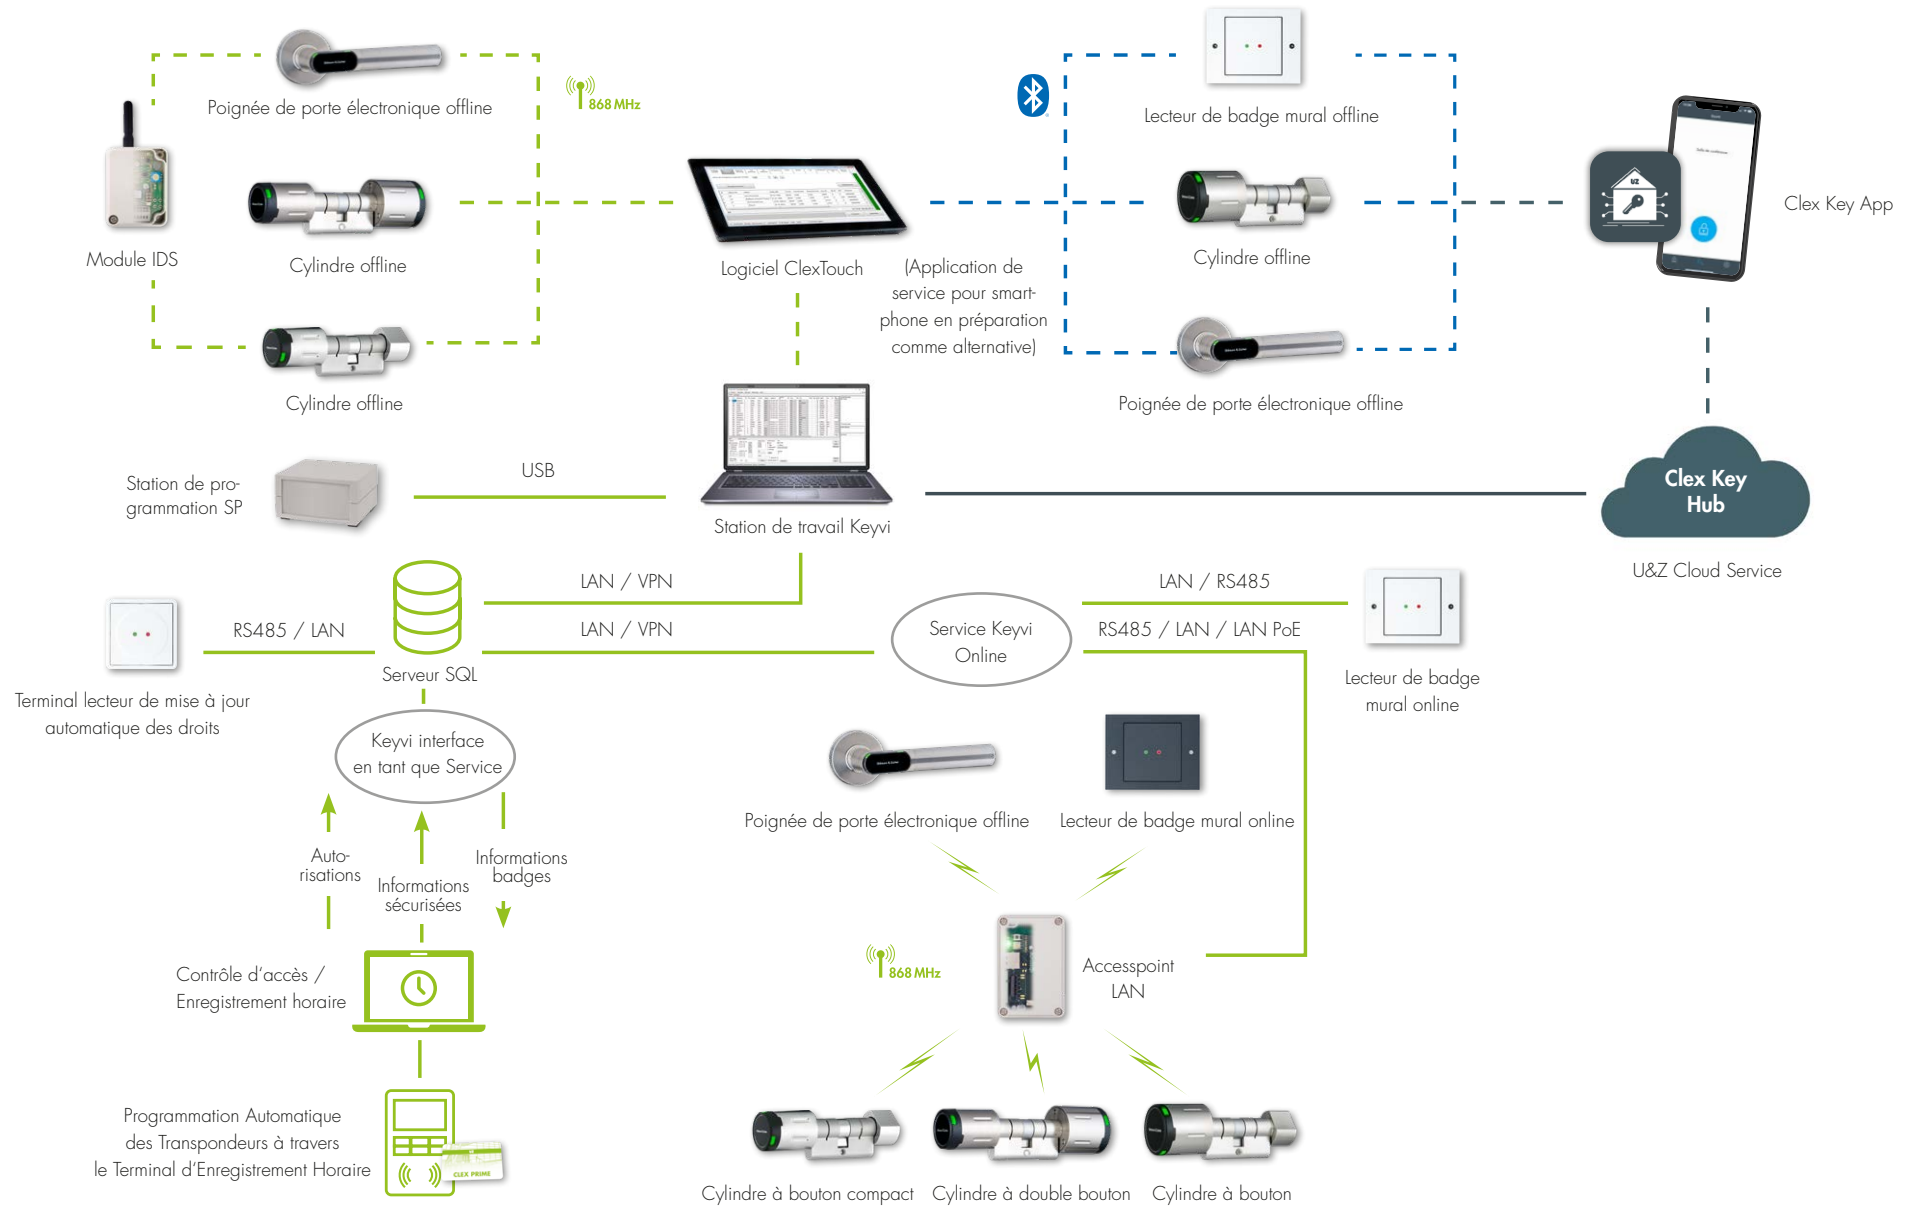 868 MHz
Poignée de porte électronique offline
Lecteur de badge mural offline
UZ
Clex Key App
Module IDS
Cylindre offline
Logiciel ClexTouch
(Application de
service pour smart-
phone en préparation
comme alternative)
Cylindre offline
Cylindre offline
Poignée de porte électronique offline
Station de pro-
grammation SP
USB
Station de travail Keyvi
Clex Key
Hub
U&Z Cloud Service
LAN / VPN
LAN / RS485
RS485 / LAN
LAN / VPN
Service Keyvi
Online
RS485 / LAN / LAN PoE
Serveur SQL
Terminal lecteur de mise à jour
automatique des droits
Lecteur de badge
mural online
Keyvi interface
en tant que Service
Poignée de porte électronique offline
Lecteur de badge mural online
Auto-
risations
Informations
sécurisées
Informations
badges
868 MHz
Accesspoint
LAN
Contrôle d'accès /
Enregistrement horaire
Programmation Automatique
des Transpondeurs à travers
le Terminal d'Enregistrement Horaire
CLEX PRIME
Cylindre à bouton compact
Cylindre à double bouton
Cylindre à bouton